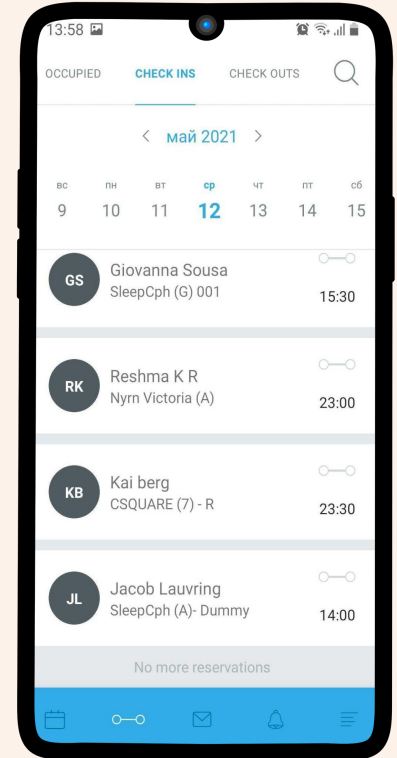 13:58
OCCUPIED CHECK INS CHECK OUTS
май 2021
вс пн вт ср чт пт сб
9 10 11 12 13 14 15
GS Giovanna Sousa
SleepCph (G) 001
15:30
RK Reshma K R
Nyrn Victoria (A)
23:00
KB Kai berg
CSQUARE (7) - R
23:30
JL Jacob Lauvring
SleepCph (A)- Dummy
14:00
No more reservations